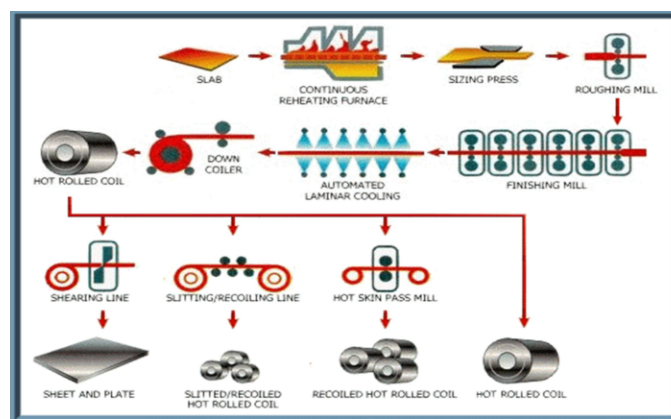 SLAB
CONTINUOUS
REHEATING FURNACE
SIZING PRESS
ROUGHING MILL
HOT ROLLED COIL
DOWN
COILER
AUTOMATED
LAMINAR COOLING
FINISHING MILL
SHEARING LINE
SLITTING/RECOILING LINE
HOT SKIN PASS MILL
SHEET AND PLATE
SLITTED/RECOILED
HOT ROLLED COIL
RECOILED HOT ROLLED COIL
HOT ROLLED COIL